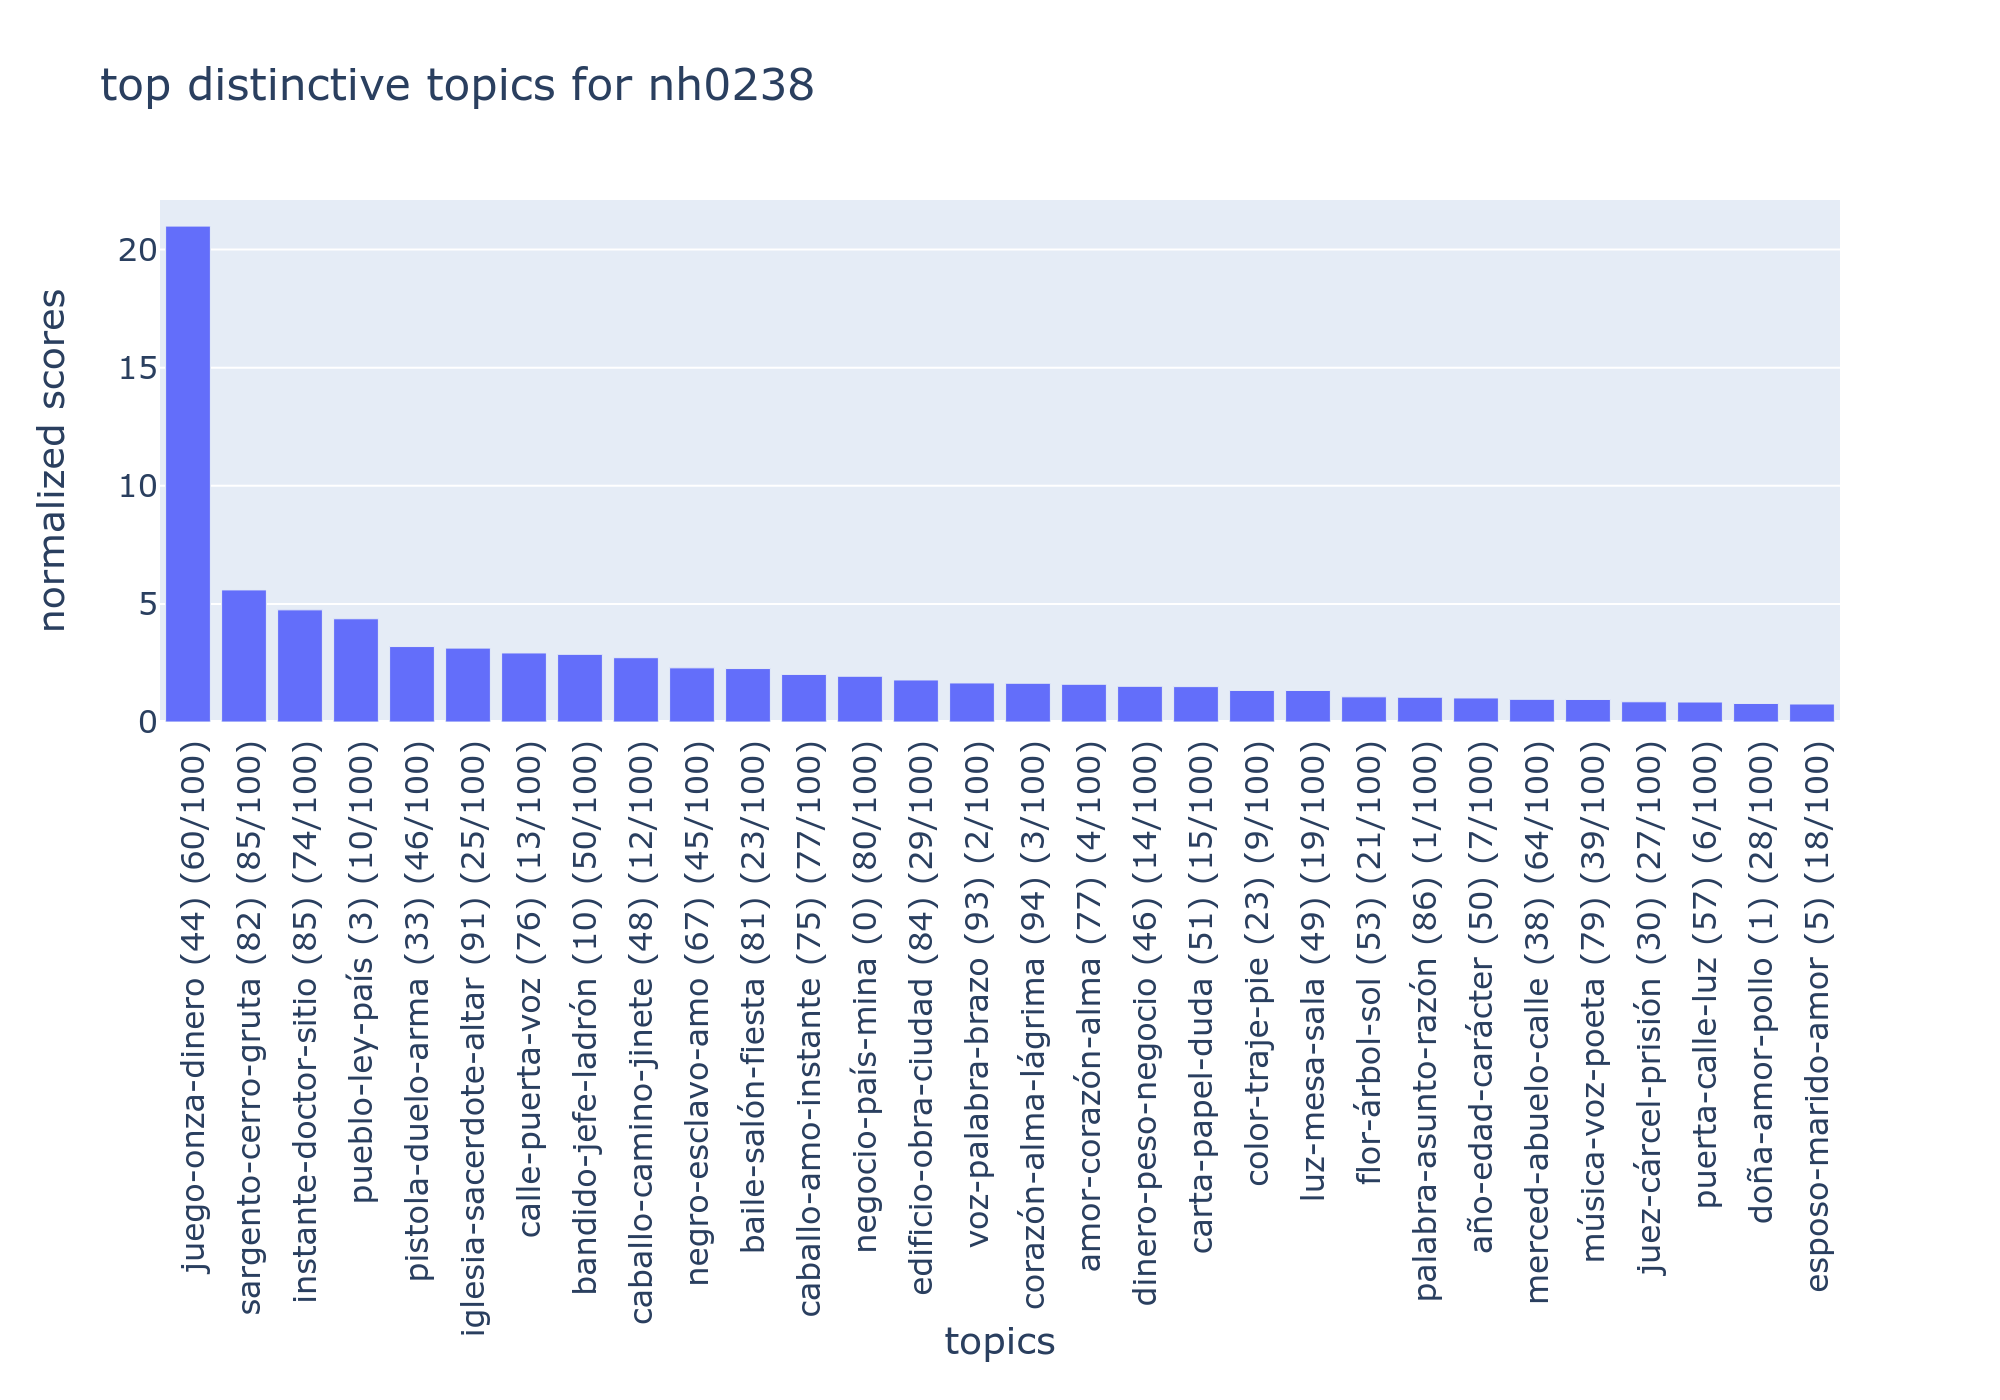 top distinctive topics for nh0238
normalized scores
20
15
10
5
0
juego-onza-dinero (44) (60/100)
sargento-cerro-gruta (82) (85/100)
instante-doctor-sitio (85) (74/100)
pueblo-ley-país (3) (10/100)
pistola-duelo-arma (33) (46/100)
iglesia-sacerdote-altar (91) (25/100)
calle-puerta-voz (76) (13/100)
bandido-jefe-ladrón (10) (50/100)
caballo-camino-jinete (48) (12/100)
negro-esclavo-amo (67) (45/100)
baile-salón-fiesta (81) (23/100)
caballo-amo-instante (75) (77/100)
negocio-país-mina (0) (80/100)
edificio-obra-ciudad (84) (29/100)
voz-palabra-brazo (93) (2/100)
corazón-alma-lágrima (94) (3/100)
amor-corazón-alma (77) (4/100)
dinero-peso-negocio (46) (14/100)
carta-papel-duda (51) (15/100)
color-traje-pie (23) (9/100)
luz-mesa-sala (49) (19/100)
flor-árbol-sol (53) (21/100)
palabra-asunto-razón (86) (1/100)
año-edad-carácter (50) (7/100)
merced-abuelo-calle (38) (64/100)
música-voz-poeta (79) (39/100)
juez-cárcel-prisión (30) (27/100)
puerta-calle-luz (57) (6/100)
doña-amor-pollo (1) (28/100)
esposo-marido-amor (5) (18/100)
topics